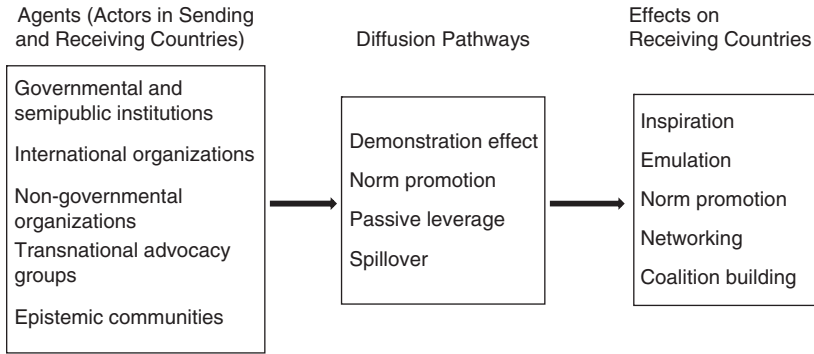 Agents (Actors in Sending
and Receiving Countries)
Governmental and
semipublic institutions
International organizations
Non-governmental
organizations
Transnational advocacy
groups
Epistemic communities
Diffusion Pathways
Demonstration effect
Norm promotion
Passive leverage
Spillover
Effects on
Receiving Countries
Inspiration
Emulation
Norm promotion
Networking
Coalition building